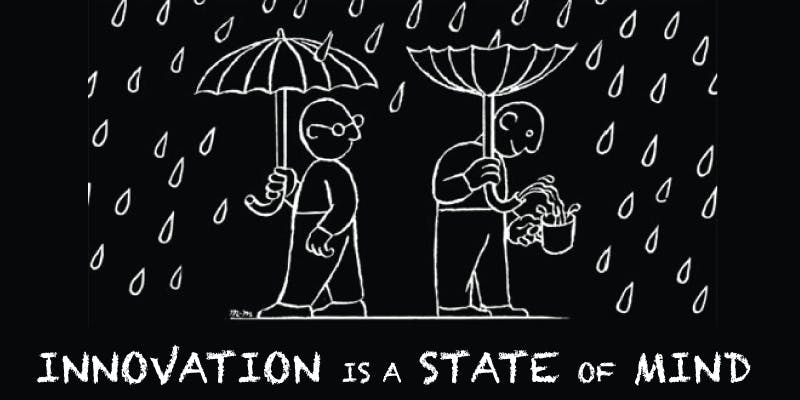 INNOVATION IS A STATE OF MIND